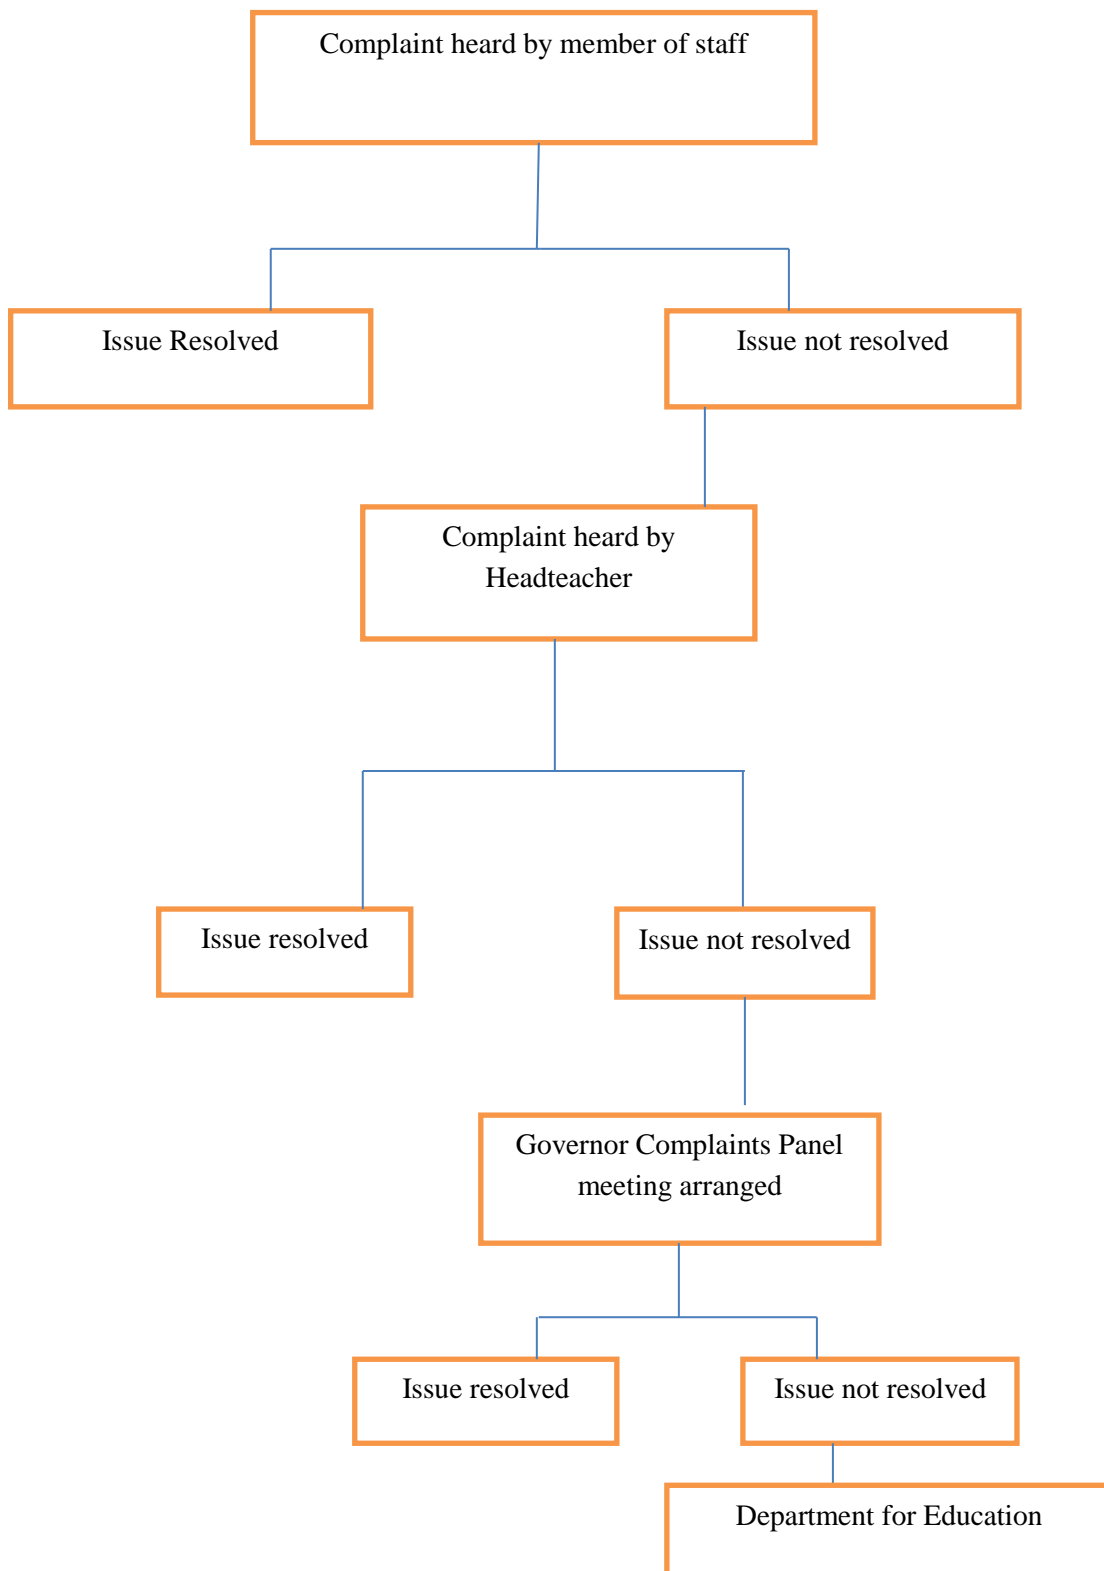 Complaint heard by member of staff
Issue Resolved
Issue not resolved
Complaint heard by
Headteacher
Issue resolved
Issue not resolved
Governor Complaints Panel
meeting arranged
Issue resolved
Issue not resolved
Department for Education